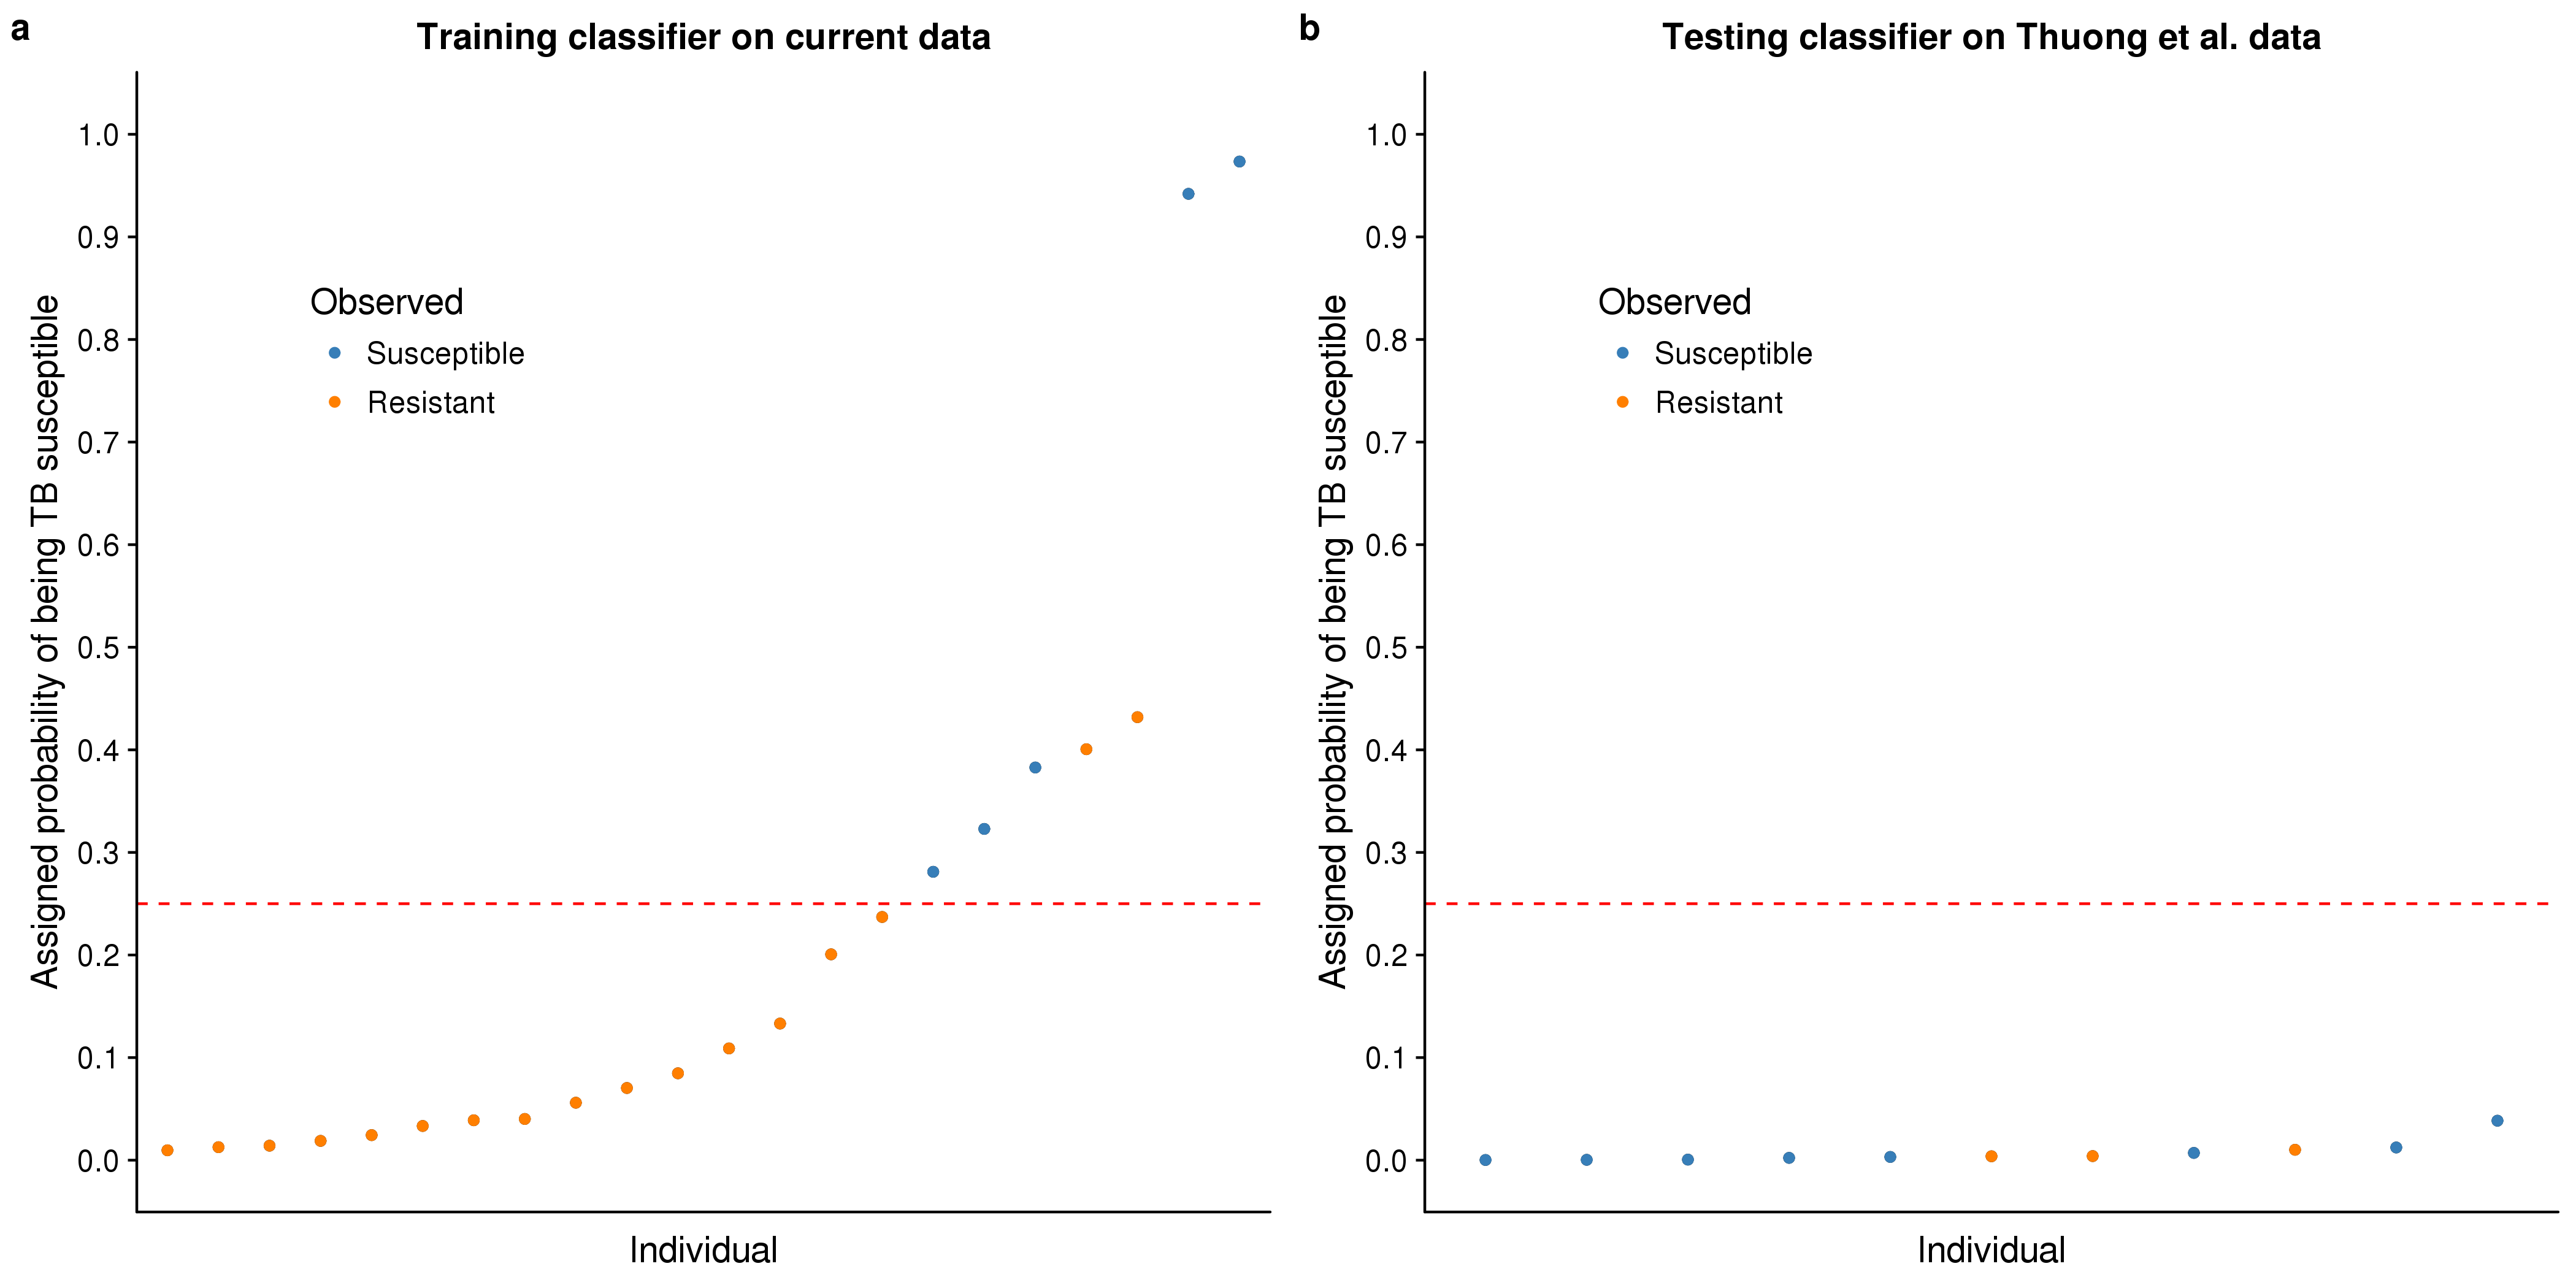 a
Training classifier on current data
Assigned probability of being TB susceptible
1.0
0.9
0.8
0.7
0.6
0.5
0.4
0.3
0.2
0.1
0.0
Observed
Susceptible
Resistant
Individual
b
Testing classifier on Thuong et al. data
Assigned probability of being TB susceptible
1.0
0.9
0.8
0.7
0.6
0.5
0.4
0.3
0.2
0.1
0.0
Observed
Susceptible
Resistant
Individual